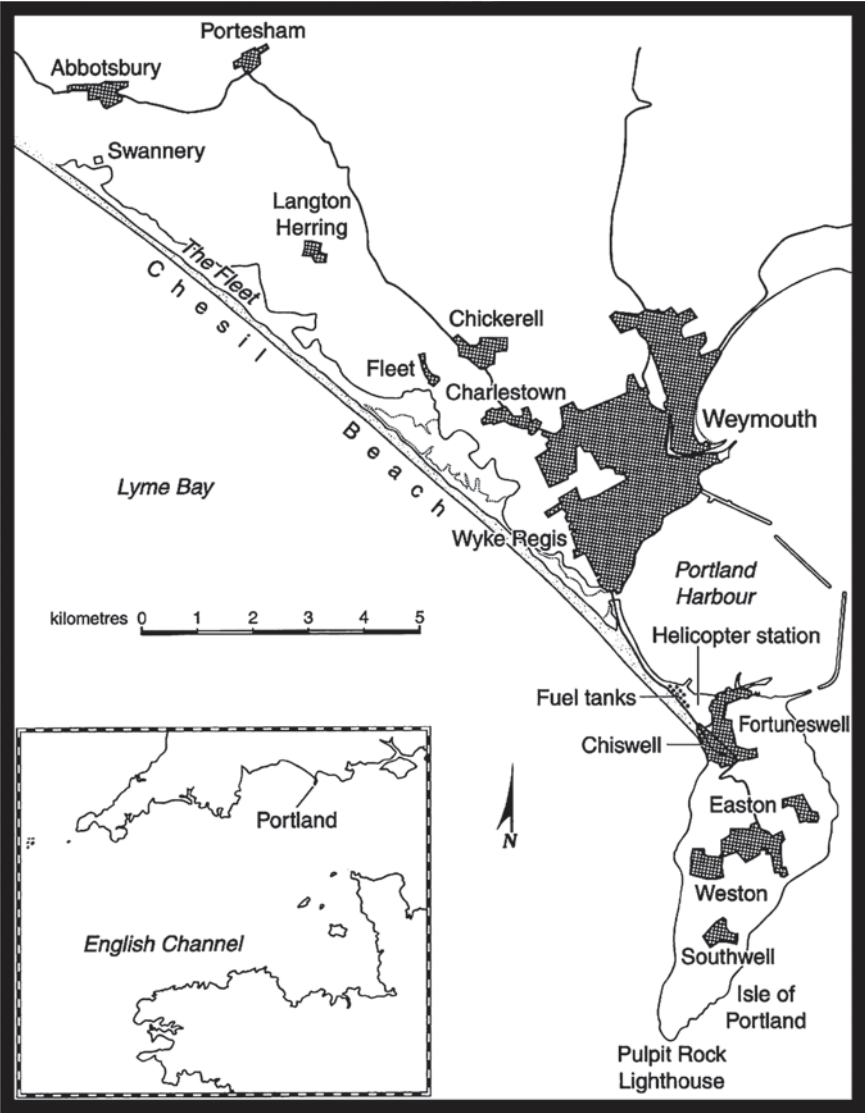 Portesham
Abbotsbury
Swannery
Langton
Herring
The Fleet
Chesil
Beach
Chickerell
Fleet
Charlestown
Weymouth
Lyme Bay
Wyke Regis
Portland
Harbour
kilometres 0 1 2 3 4 5
Helicopter station
Fuel tanks
Fortuneswell
Chiswell
Portland
Easton
N
Weston
English Channel
Southwell
Isle of
Portland
Pulpit Rock
Lighthouse